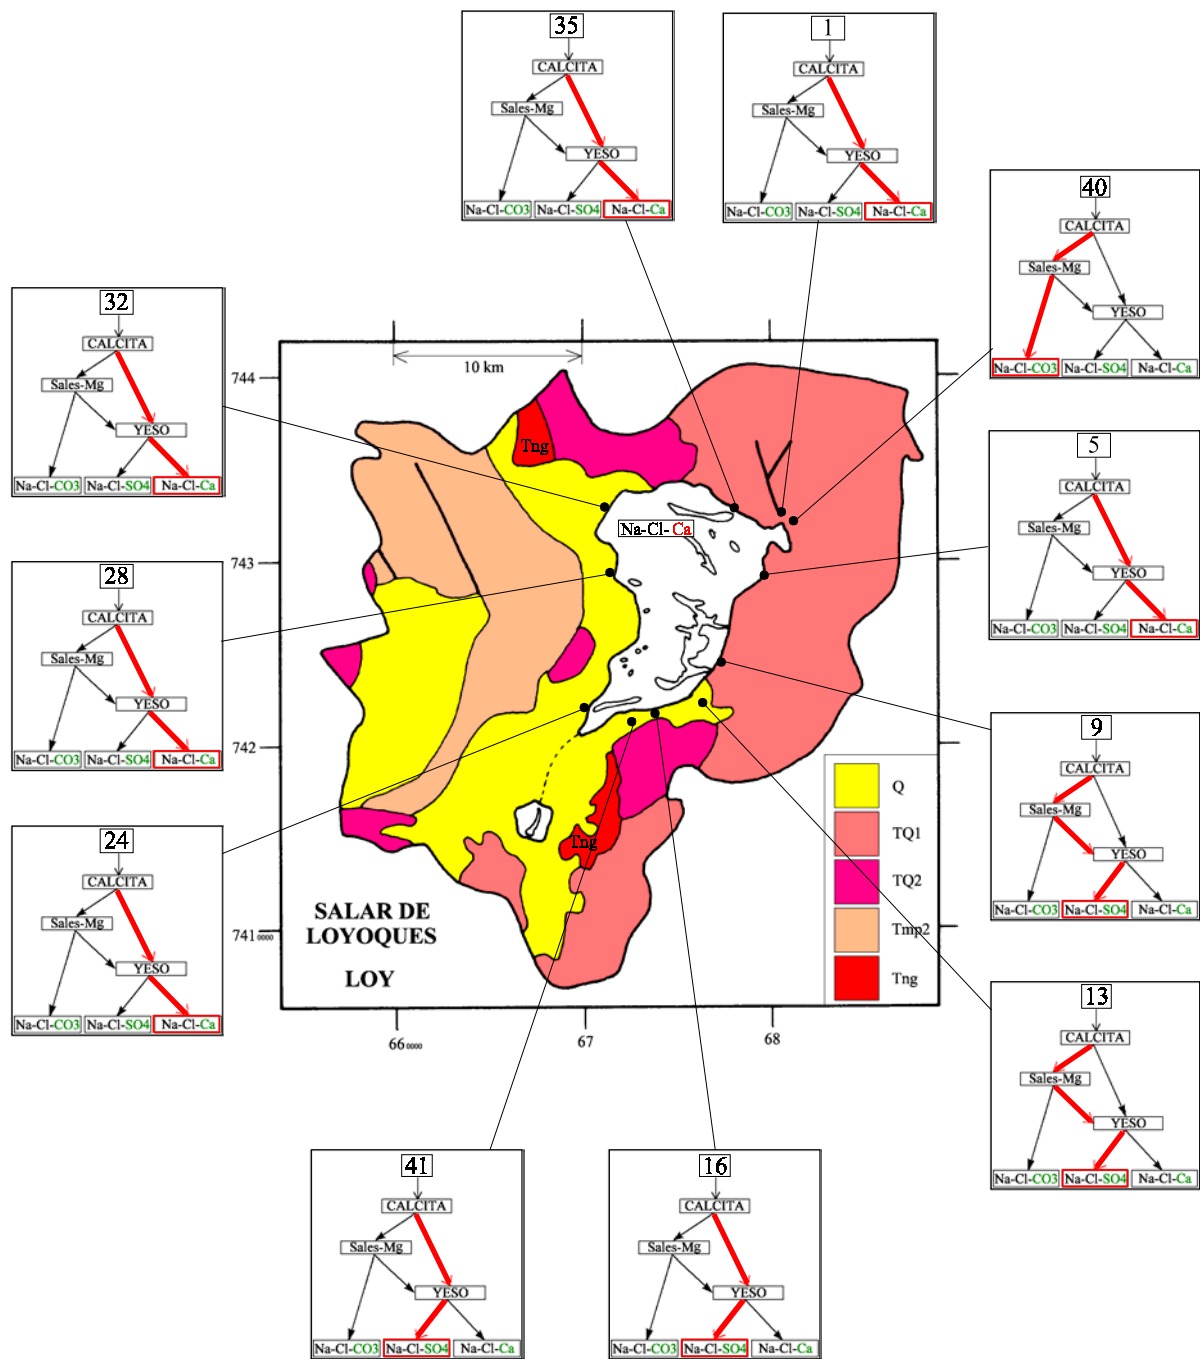 35
CALCITA
Sales-Mg
YESO
Na-Cl-CO3 Na-Cl-SO4 Na-Cl-Ca
1
CALCITA
Sales-Mg
YESO
Na-Cl-CO3 Na-Cl-SO4 Na-Cl-Ca
40
CALCITA
Sales-Mg
YESO
Na-Cl-CO3 Na-Cl-SO4 Na-Cl-Ca
32
CALCITA
Sales-Mg
YESO
Na-Cl-CO3 Na-Cl-SO4 Na-Cl-Ca
5
CALCITA
Sales-Mg
YESO
Na-Cl-CO3 Na-Cl-SO4 Na-Cl-Ca
28
CALCITA
Sales-Mg
YESO
Na-Cl-CO3 Na-Cl-SO4 Na-Cl-Ca
9
CALCITA
Sales-Mg
YESO
Na-Cl-CO3 Na-Cl-SO4 Na-Cl-Ca
24
CALCITA
Sales-Mg
YESO
Na-Cl-CO3 Na-Cl-SO4 Na-Cl-Ca
13
CALCITA
Sales-Mg
YESO
Na-Cl-CO3 Na-Cl-SO4 Na-Cl-Ca
41
CALCITA
Sales-Mg
YESO
Na-Cl-CO3 Na-Cl-SO4 Na-Cl-Ca
16
CALCITA
Sales-Mg
YESO
Na-Cl-CO3 Na-Cl-SO4 Na-Cl-Ca
10 km
744
743
742
7410000
Tng
Na-Cl-Ca
Tng
SALAR DE
LOYOQUES
LOY
Q
TQ1
TQ2
Tmp2
Tng
660000
67
68